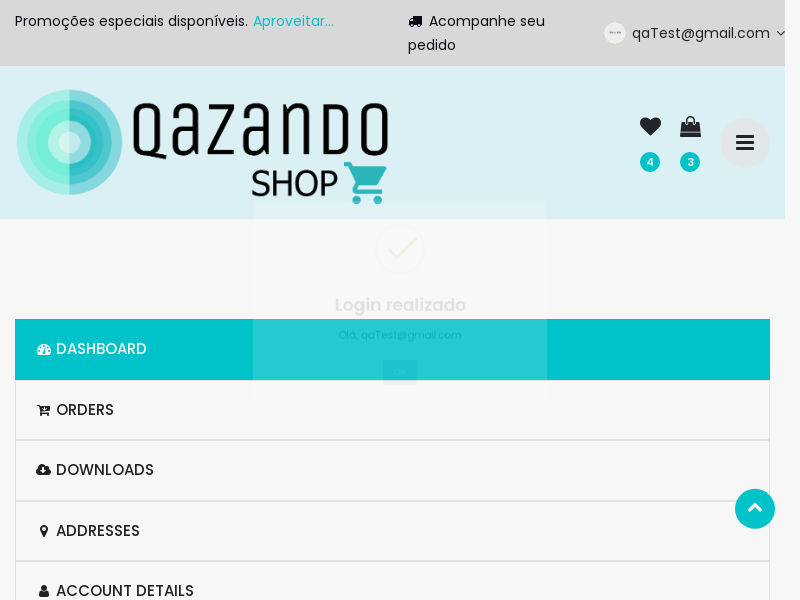 Promoções especiais disponíveis. Aproveitar...
Acompanhe seu
pedido
qaTest@gmail.com
QAZANDO
SHOP
4
3
Login realizado
Olá, qaTest@gmail.com
OK
DASHBOARD
ORDERS
DOWNLOADS
ADDRESSES
ACCOUNT DETAILS